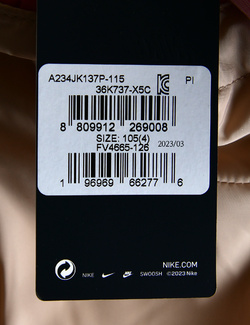 A234JK137P-115 PI
36K737-X5C
8 809912 269008
SIZE: 105(4) 2023/03
FV4665-126
1 96969 66277 6
NIKE.COM
NIKE SWOOSH ©2023 Nike